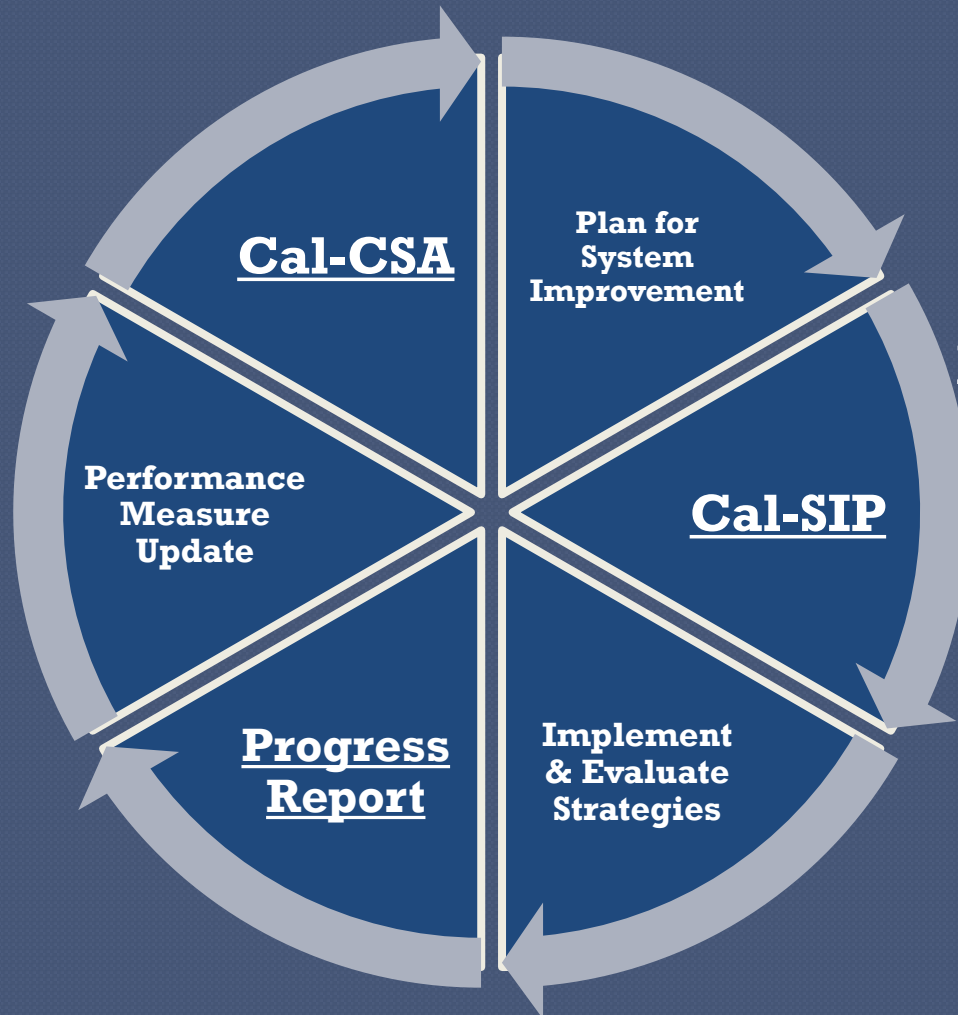 Cal-CSA
Plan for
System
Improvement
Cal-SIP
Implement
& Evaluate
Strategies
Progress
Report
Performance
Measure
Update